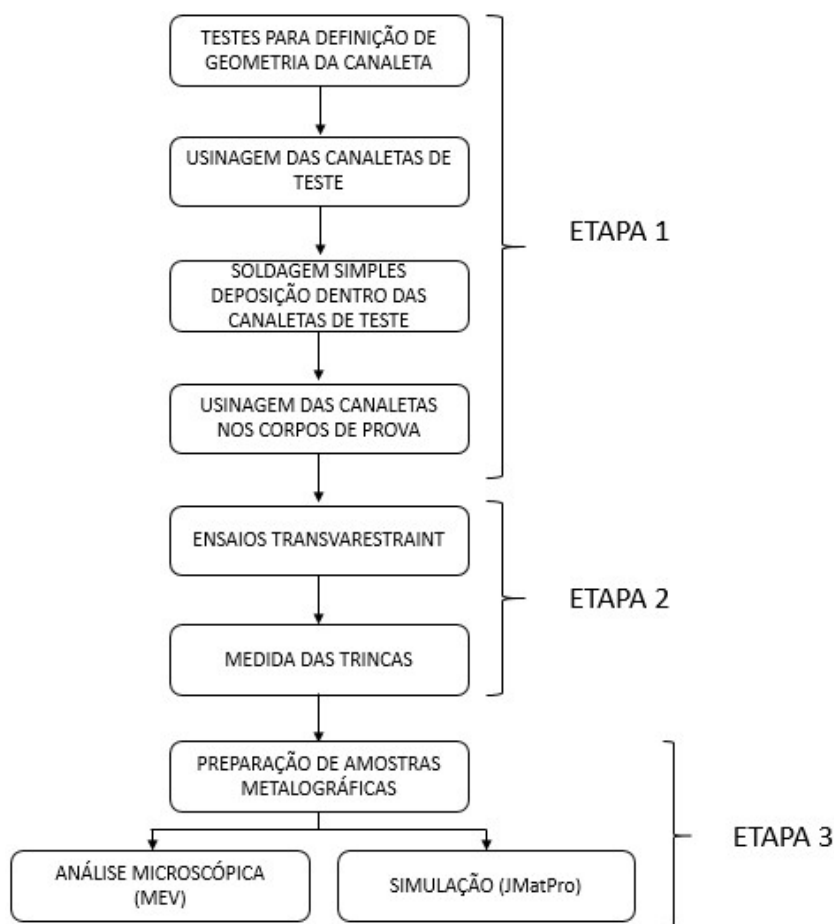 TESTES PARA DEFINIÇÃO DE
GEOMETRIA DA CANALETA
USINAGEM DAS CANALETAS DE
TESTE
SOLDAGEM SIMPLES
DEPOSIÇÃO DENTRO DAS
CANALETAS DE TESTE
USINAGEM DAS CANALETAS
NOS CORPOS DE PROVA
ETAPA 1
ENSAIOS TRANSVARESTRAINT
MEDIDA DAS TRINCAS
ETAPA 2
PREPARAÇÃO DE AMOSTRAS
METALOGRÁFICAS
ANÁLISE MICROSCÓPICA
(MEV)
SIMULAÇÃO (JMatPro)
ETAPA 3